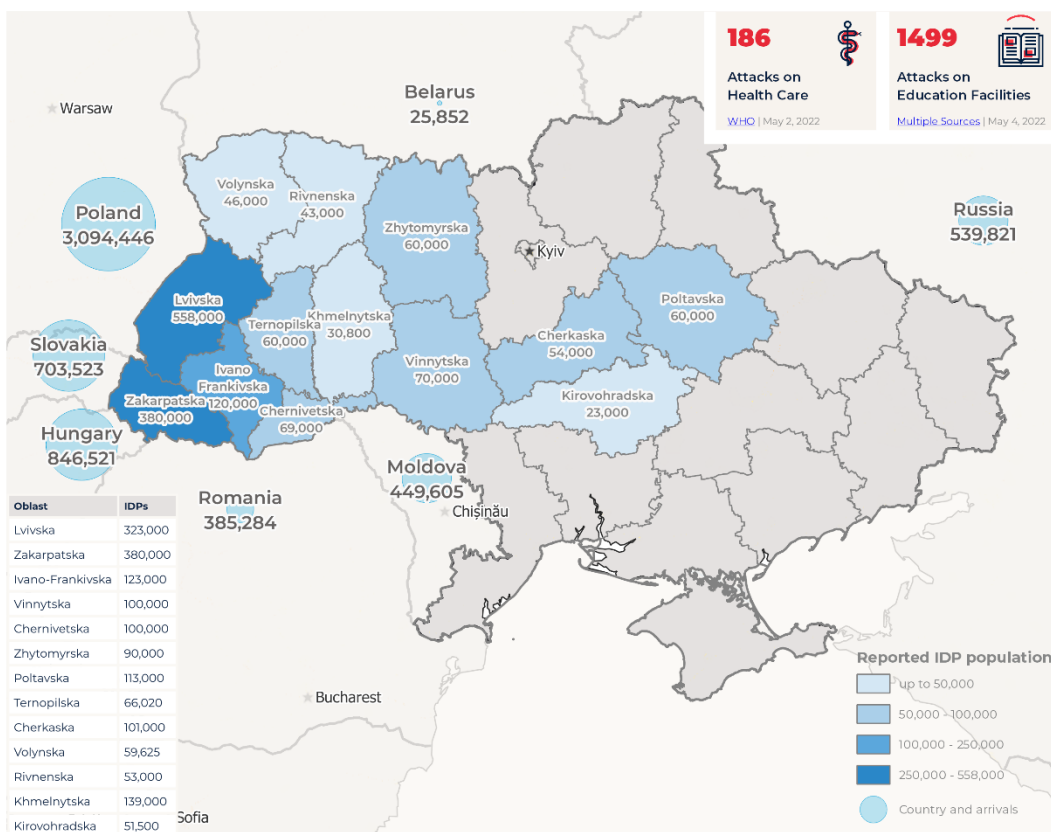 186
Attacks on
Health Care
WHO | May 2, 2022
1499
Attacks on
Education Facilities
Multiple Sources | May 4, 2022
Warsaw
Belarus
25,852
Poland
3,094,446
Russia
539,821
Volynska
46,000
Rivnenska
43,000
Zhytomyrska
60,000
Kyiv
Lvivska
558,000
Ternopilska
60,000
Khmelnytska
30,800
Poltavska
60,000
Cherkaska
54,000
Vinnytska
70,000
Slovakia
703,523
Ivano
Frankivska
120,000
Zakarpatska
380,000
Chernivetska
69,000
Kirovohradska
23,000
Hungary
846,521
Moldova
449,605
Chișinău
Romania
385,284
Bucharest
Sofia
Oblast IDPs
Lvivska 323,000
Zakarpatska 380,000
Ivano-Frankivska 123,000
Vinnytska 100,000
Chernivetska 100,000
Zhytomyrska 90,000
Poltavska 113,000
Ternopilska 66,020
Cherkaska 101,000
Volynska 59,625
Rivnenska 53,000
Khmelnytska 139,000
Kirovohradska 51,500
Reported IDP population
up to 50,000
50,000 - 100,000
100,000 - 250,000
250,000 - 558,000
Country and arrivals